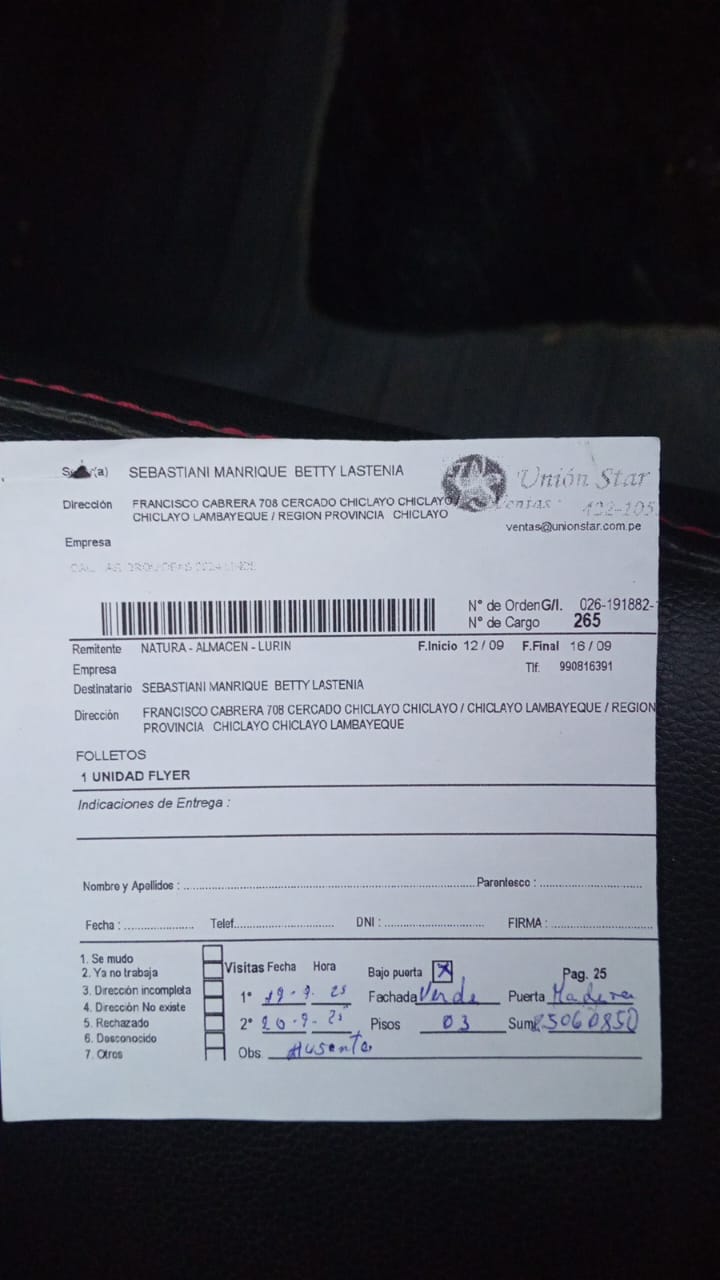 (a) SEBASTIANI MANRIQUE BETTY LASTENIA
Unión Star
Dirección FRANCISCO CABRERA 708 CERCADO CHICLAYO CHICLAYO /
CHICLAYO LAMBAYEQUE / REGION PROVINCIA CHICLAYO
Ventas: 422-105
ventas@unionstar.com.pe
Empresa
N° de Orden G/I. 026-191882-
N° de Cargo 265
Remitente NATURA - ALMACEN - LURIN F.Inicio 12 / 09 F.Final 16 / 09
Empresa Tlf. 990816391
Destinatario SEBASTIANI MANRIQUE BETTY LASTENIA
Dirección FRANCISCO CABRERA 708 CERCADO CHICLAYO CHICLAYO / CHICLAYO LAMBAYEQUE / REGION
PROVINCIA CHICLAYO CHICLAYO LAMBAYEQUE
FOLLETOS
1 UNIDAD FLYER
Indicaciones de Entrega :
Nombre y Apellidos : Parentesco :
Fecha : Telef. DNI : FIRMA :
1. Se mudo
2. Ya no trabaja
3. Dirección incompleta
4. Dirección No existe
5. Rechazado
6. Desconocido
7. Otros
Visitas Fecha Hora Bajo puerta X Pag. 25
1° 19-9-25 Fachada Verde Puerta Madera
2° 20-9-25 Pisos 03 Sum 25060850
Obs. Ausente